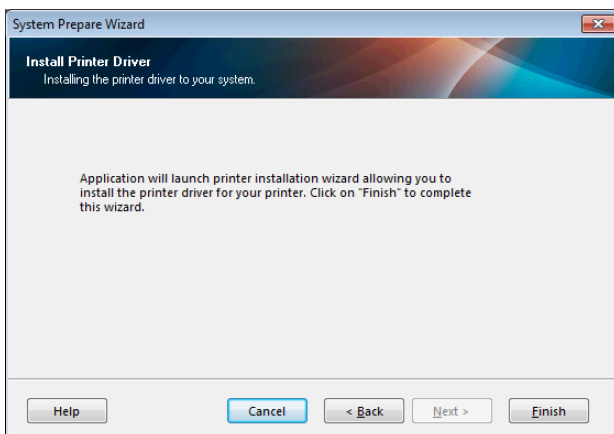 System Prepare Wizard
Install Printer Driver
Installing the printer driver to your system.
Application will launch printer installation wizard allowing you to
install the printer driver for your printer. Click on "Finish" to complete
this wizard.
Help Cancel < Back Next > Finish